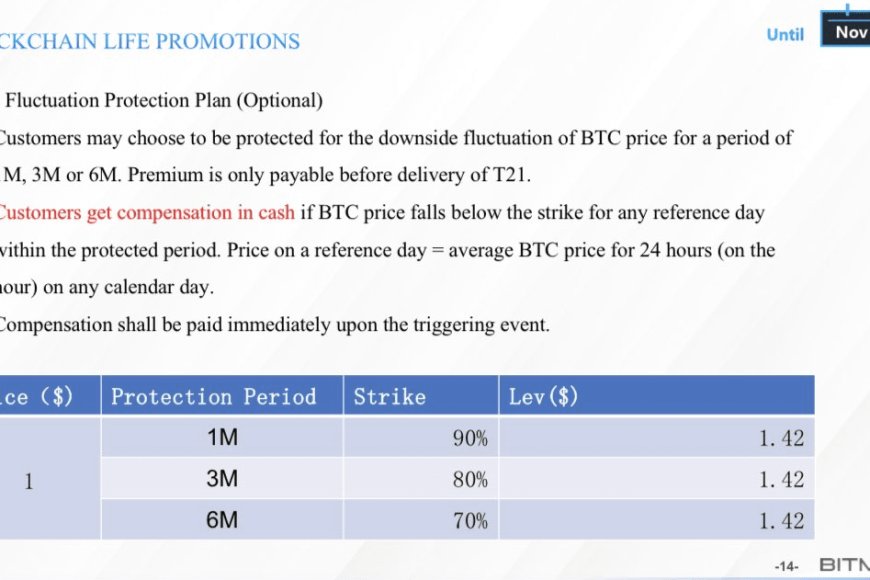 CKCHAIN LIFE PROMOTIONS
Until
Nov
Fluctuation Protection Plan (Optional)
Customers may choose to be protected for the downside fluctuation of BTC price for a period of
M, 3M or 6M. Premium is only payable before delivery of T21.
Customers get compensation in cash if BTC price falls below the strike for any reference day
within the protected period. Price on a reference day = average BTC price for 24 hours (on the
hour) on any calendar day.
Compensation shall be paid immediately upon the triggering event.
ice ($) Protection Period Strike Lev($)
1M 90% 1.42
1 3M 80% 1.42
6M 70% 1.42
-14- BITM